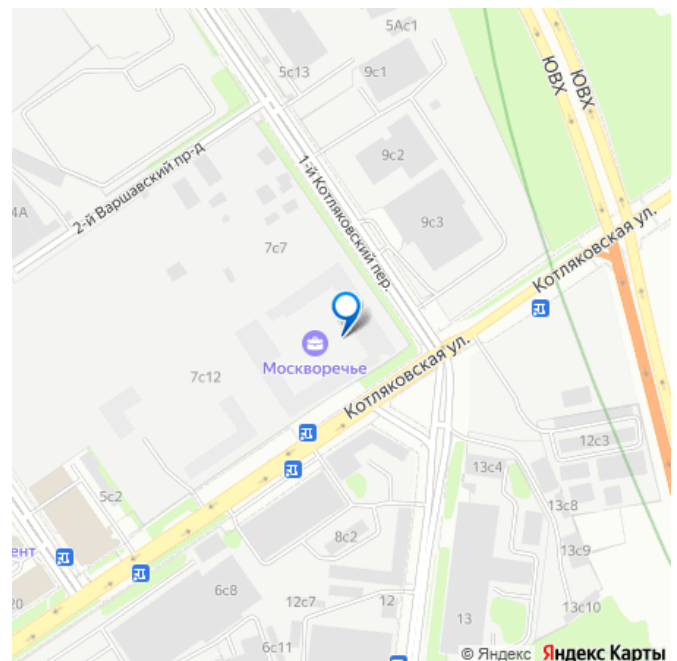 5Ас1
5с13
9с1
ЮВХ
ЮВХ
9с2
1-й Котляковский пер.
2-й Варшавский пр-д
4А
9с3
Котляковская ул.
7с7
Москворечье
7с12
Котляковская ул.
12с3
13с4
5с2
13с8
8с2
ент
13с9
6с8
20
12с7
12
13
13с10
6с11
© Яндекс Яндекс Карты